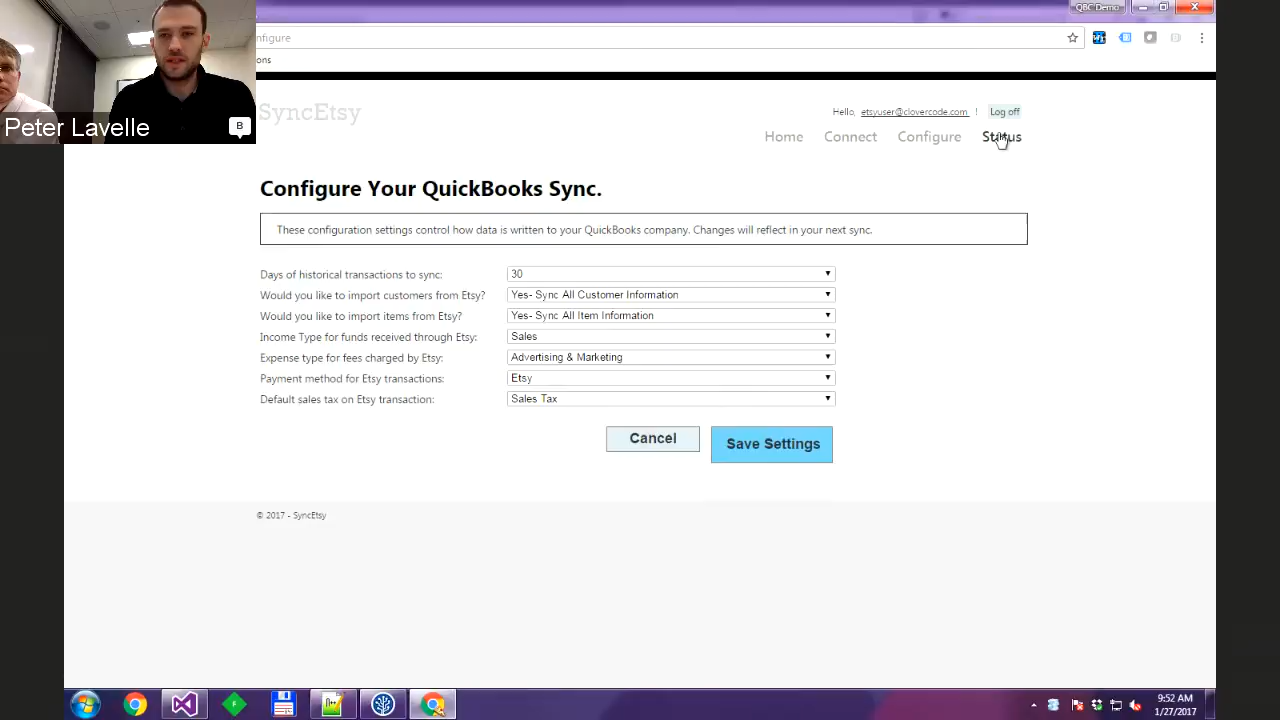 QBC Demo
nfigure
ons
Peter Lavelle
B
SyncEtsy
Hello, etsyuser@clovercode.com ! Log off
Home Connect Configure Status
Configure Your QuickBooks Sync.
These configuration settings control how data is written to your QuickBooks company. Changes will reflect in your next sync.
Days of historical transactions to sync: 30
Would you like to import customers from Etsy? Yes- Sync All Customer Information
Would you like to import items from Etsy? Yes- Sync All Item Information
Income Type for funds received through Etsy: Sales
Expense type for fees charged by Etsy: Advertising & Marketing
Payment method for Etsy transactions: Etsy
Default sales tax on Etsy transaction: Sales Tax
Cancel Save Settings
© 2017 - SyncEtsy
9:52 AM
1/27/2017